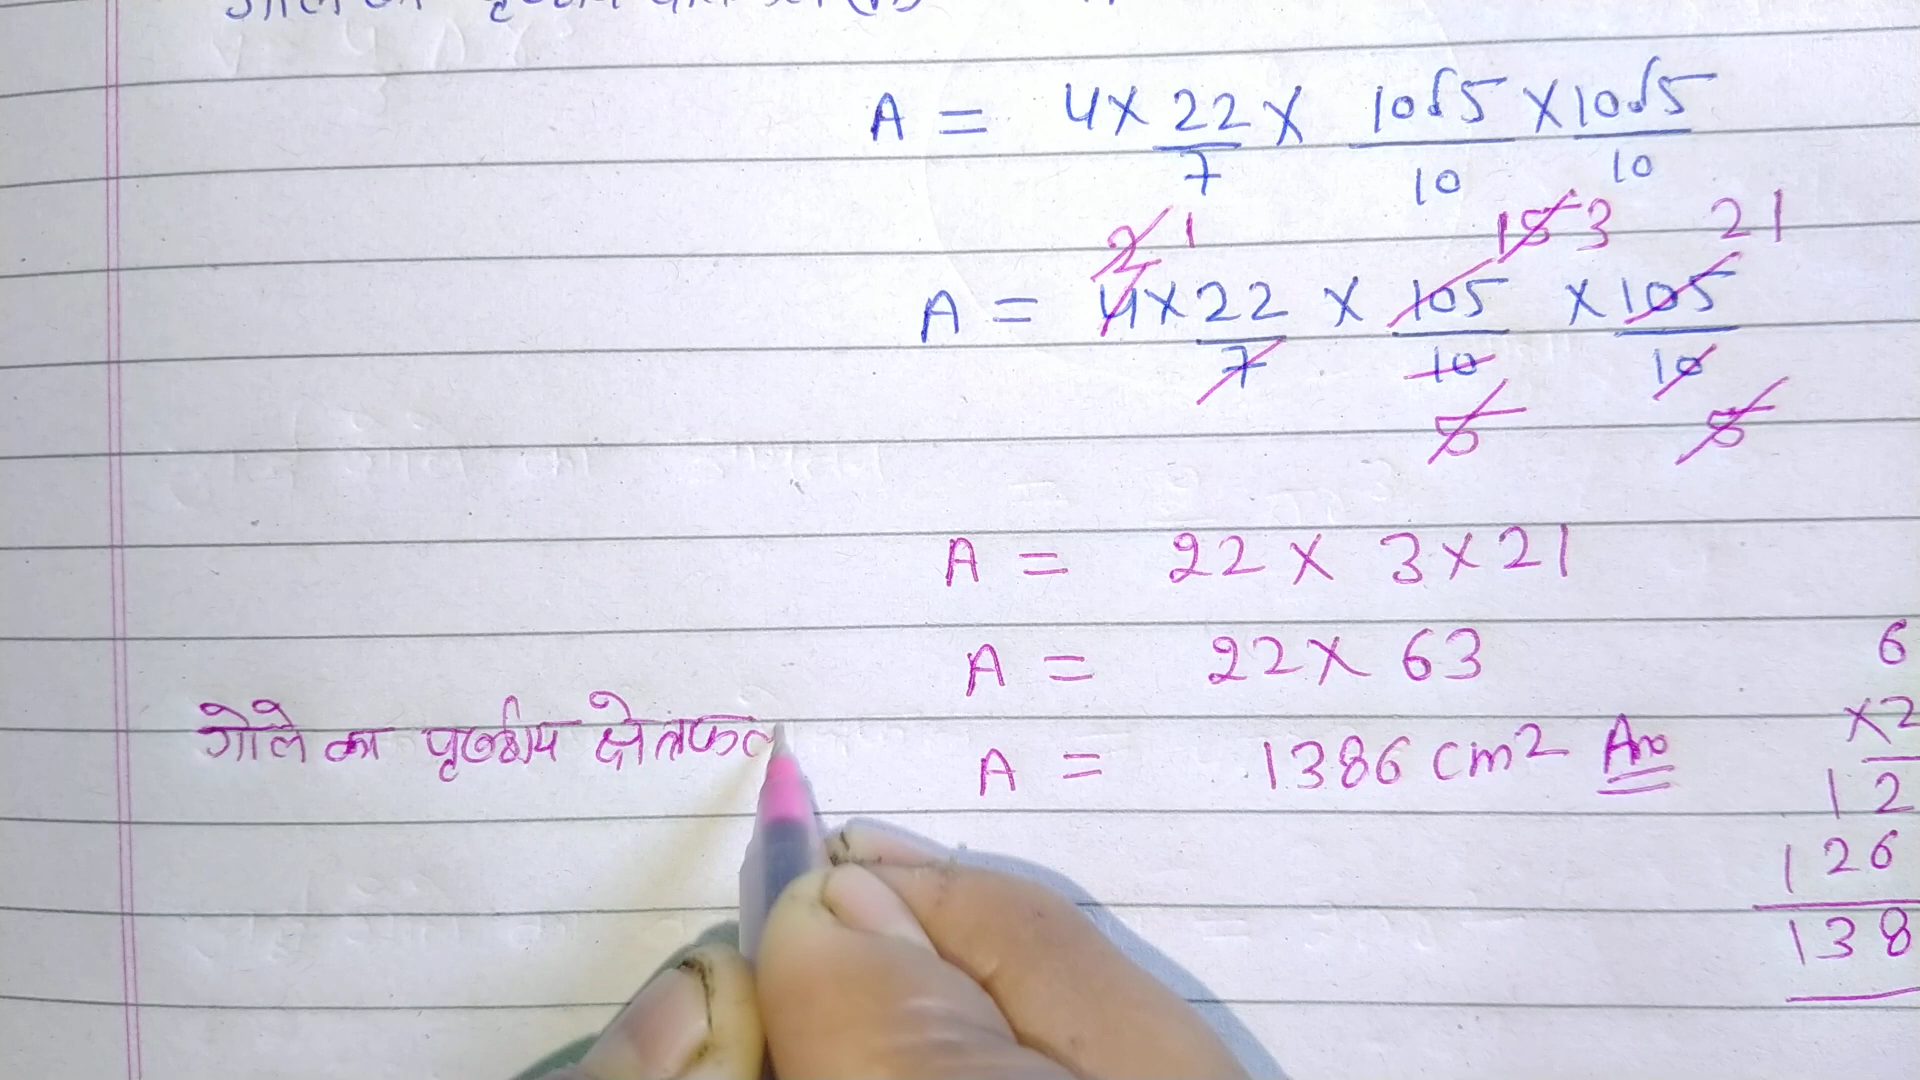 A = 4 × 22/7 × 10.5/10 × 10.5/10
2 1 15 3 21
A = 4 × 22/7 × 105/10 × 105/10
5 5
A = 22 × 3 × 21
A = 22 × 63
गोले का पृष्ठीय क्षेत्रफल A = 1386 cm2 Ans
6
×2
12
126
138